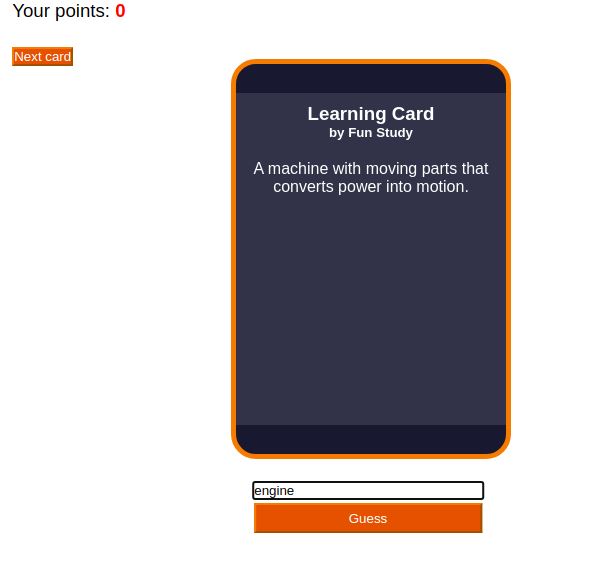 Your points: 0
Next card
Learning Card
by Fun Study
A machine with moving parts that
converts power into motion.
engine
Guess